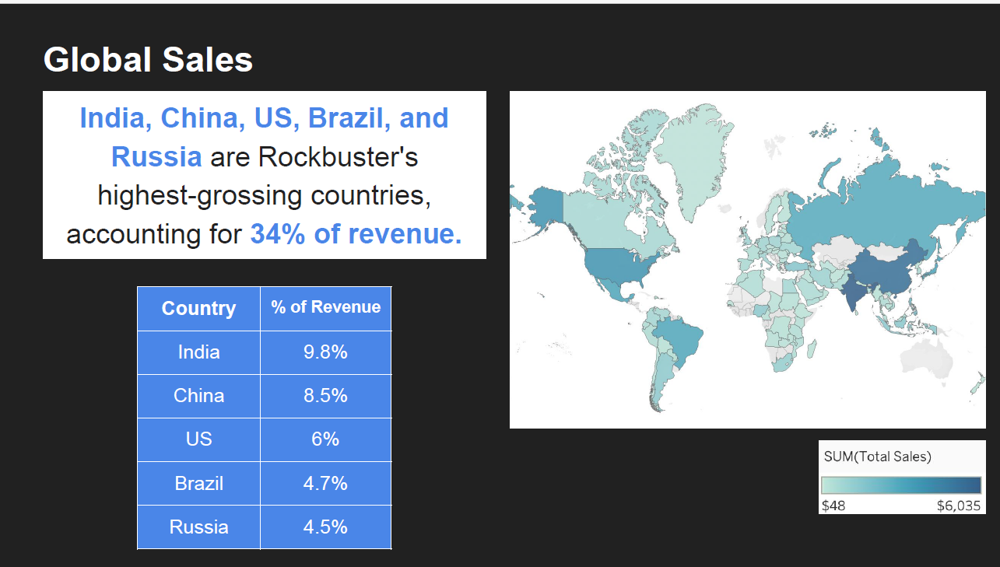 Global Sales
India, China, US, Brazil, and
Russia are Rockbuster's
highest-grossing countries,
accounting for 34% of revenue.
Country % of Revenue
India 9.8%
China 8.5%
US 6%
Brazil 4.7%
Russia 4.5%
SUM(Total Sales)
$48 $6,035